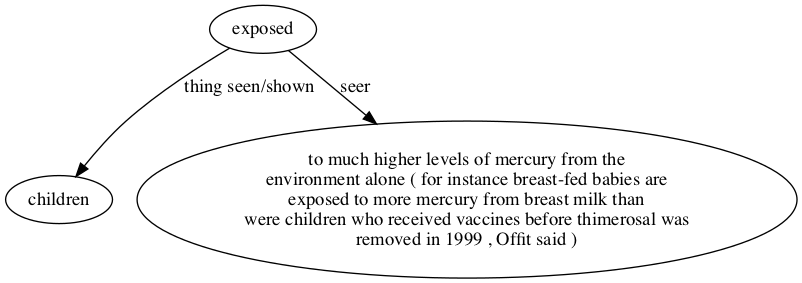 exposed
thing seen/shown
seer
children
to much higher levels of mercury from the
environment alone ( for instance breast-fed babies are
exposed to more mercury from breast milk than
were children who received vaccines before thimerosal was
removed in 1999 , Offit said )